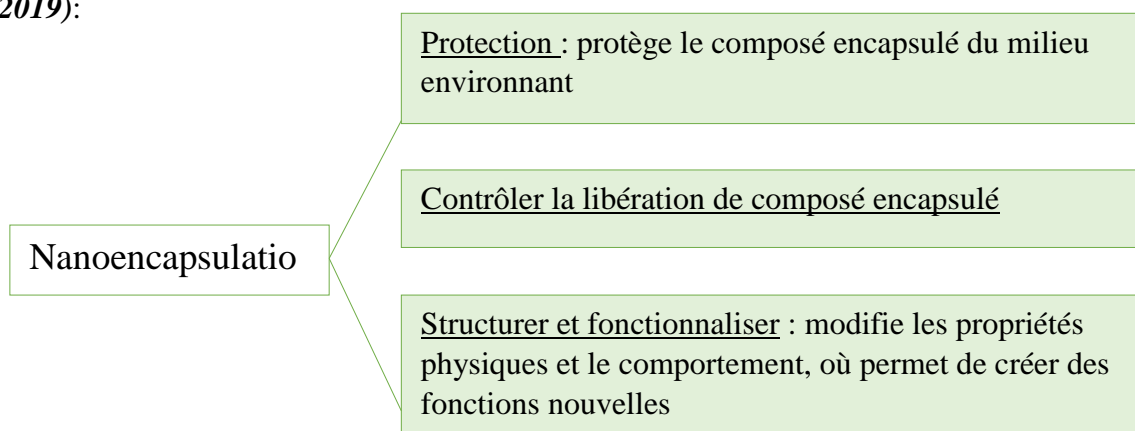 2019):
Protection : protège le composé encapsulé du milieu
environnant
Contrôler la libération de composé encapsulé
Nanoencapsulatio
Structurer et fonctionnaliser : modifie les propriétés
physiques et le comportement, où permet de créer des
fonctions nouvelles